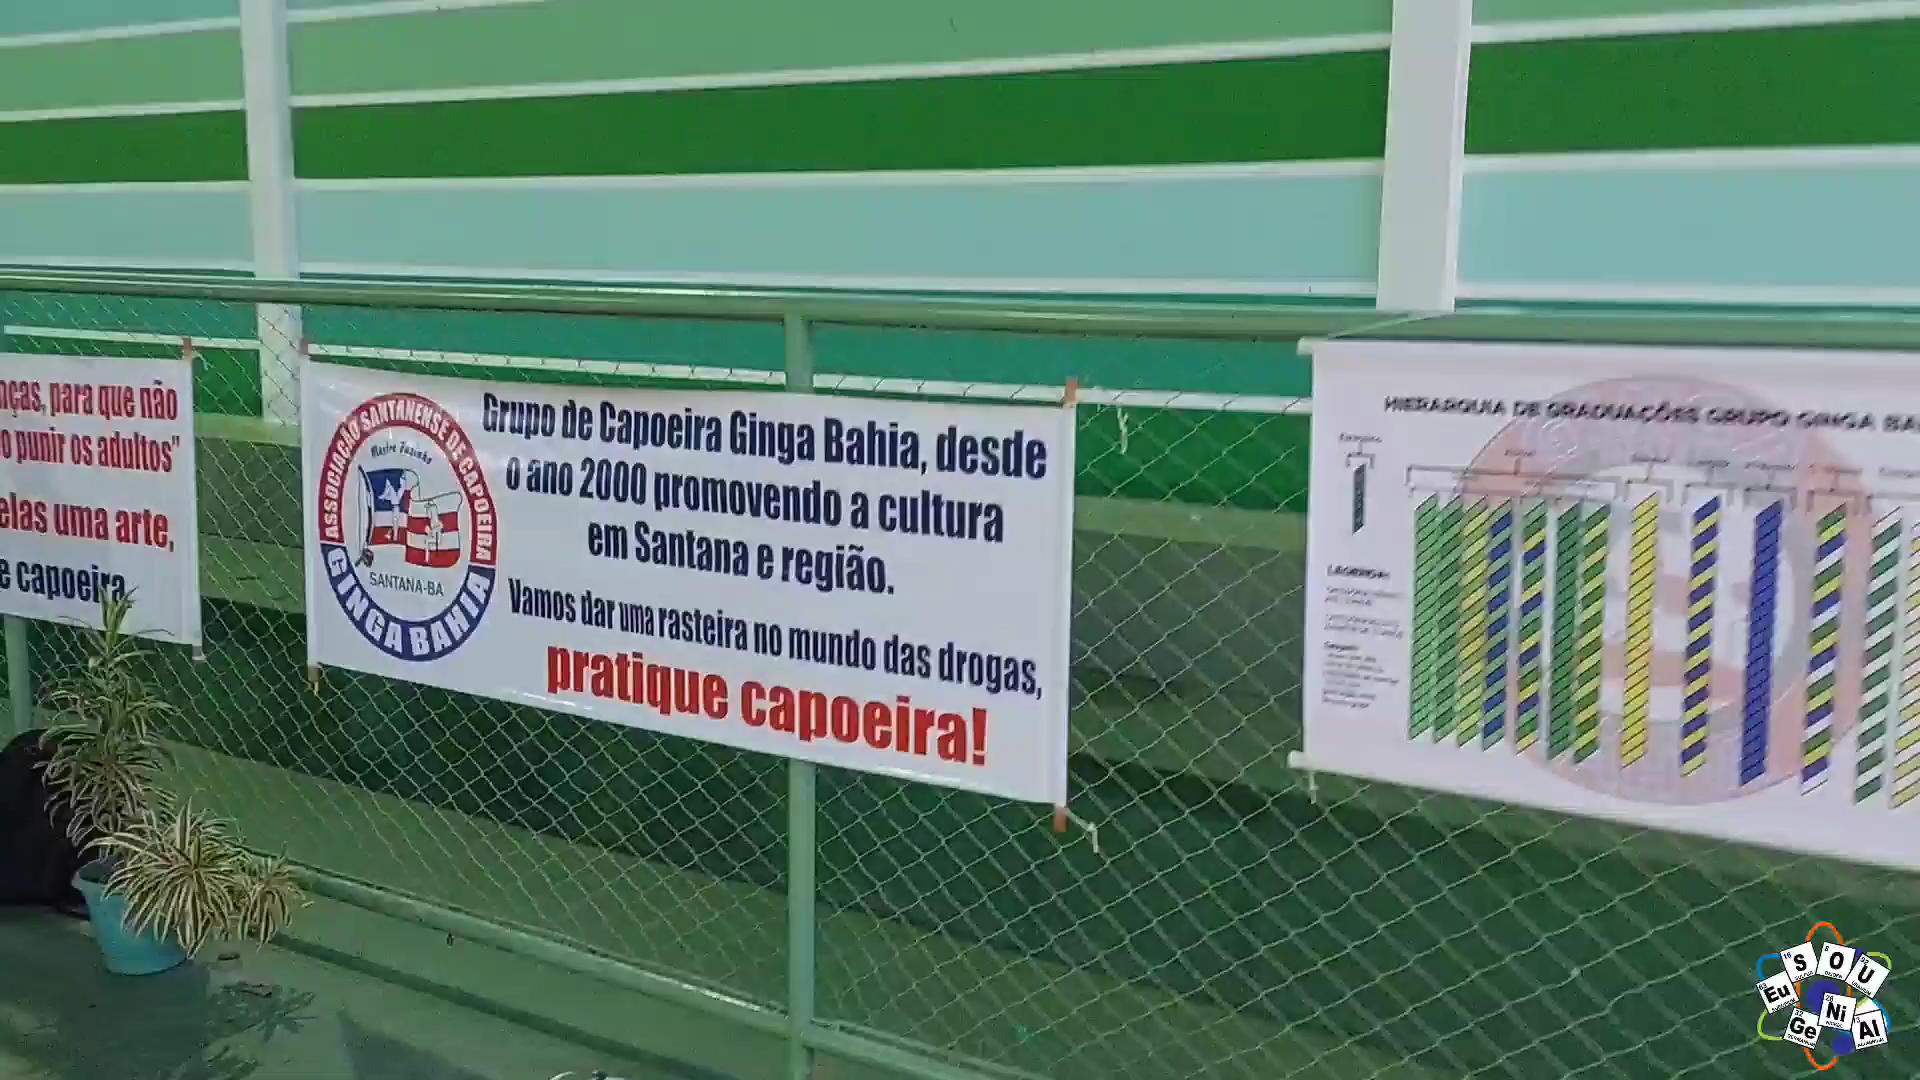 nças, para que não
o punir os adultos"
elas uma arte,
e capoeira
ASSOCIAÇÃO SANTANENSE DE CAPOEIRA
SANTANA-BA
GINGA BAHIA
Grupo de Capoeira Ginga Bahia, desde
o ano 2000 promovendo a cultura
em Santana e região.
Vamos dar uma rasteira no mundo das drogas,
pratique capoeira!
HIERARQUIA DE GRADUAÇÕES GRUPO GINGA BA
S O U
Eu Ni
Ge Al